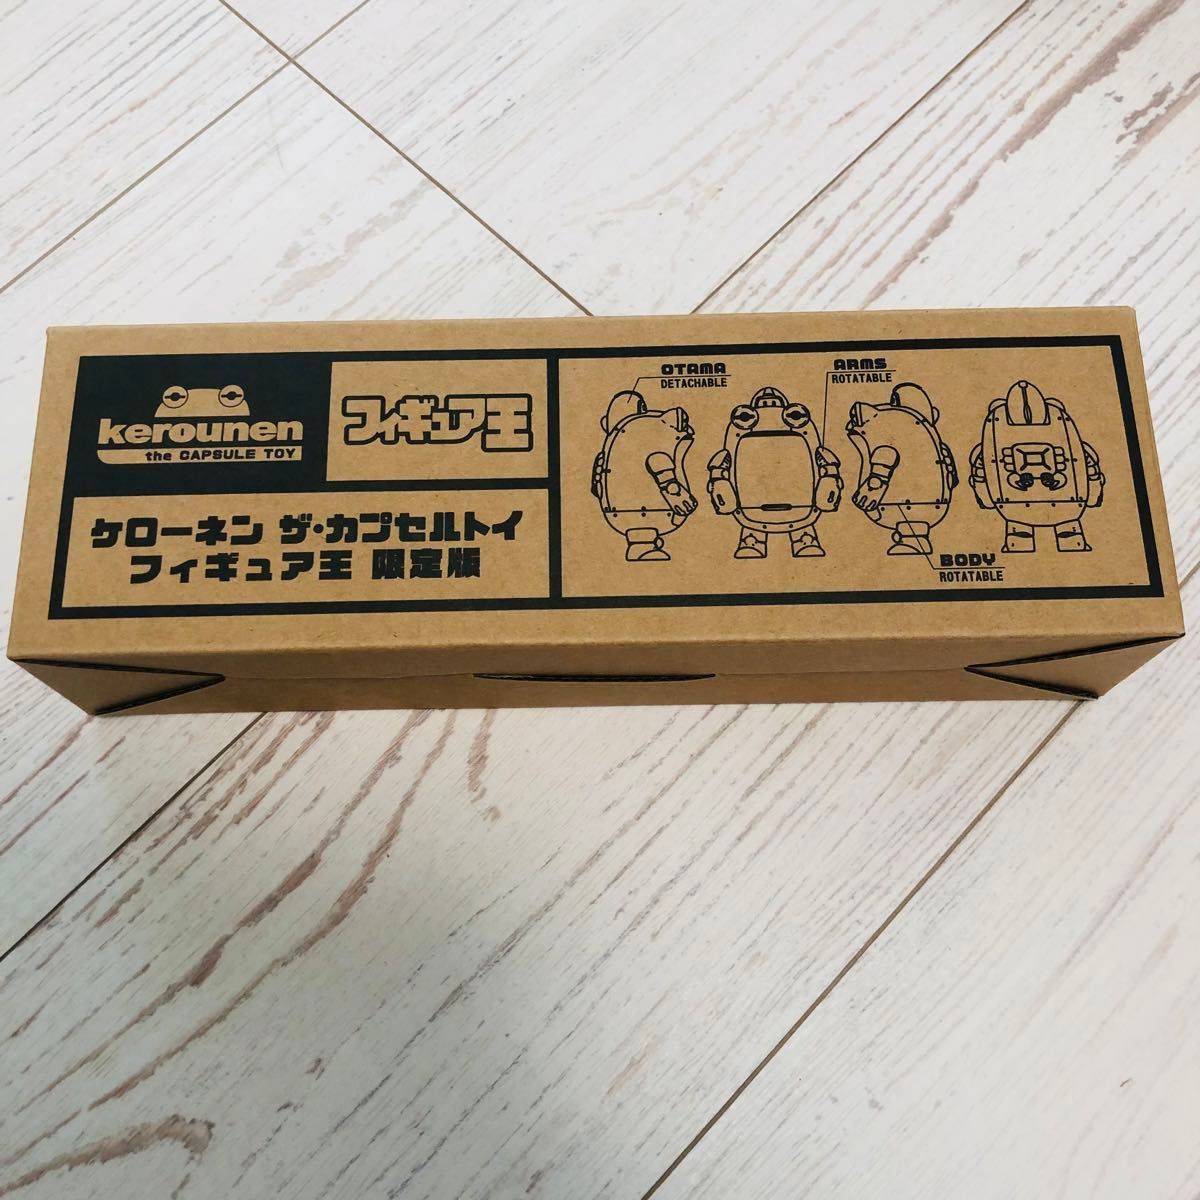 kerounen
the CAPSULE TOY
フィギュア王
ケローネン ザ・カプセルトイ
フィギュア王 限定版
OTAMA
DETACHABLE
ARMS
ROTATABLE
BODY
ROTATABLE